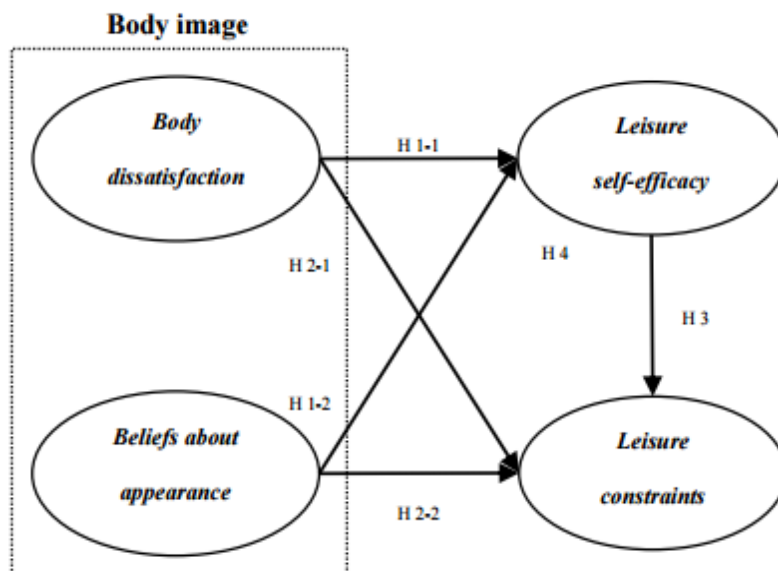 Body image
Body
dissatisfaction
H 1-1
Leisure
self-efficacy
H 2-1
H 4
H 3
H 1-2
Beliefs about
appearance
H 2-2
Leisure
constraints